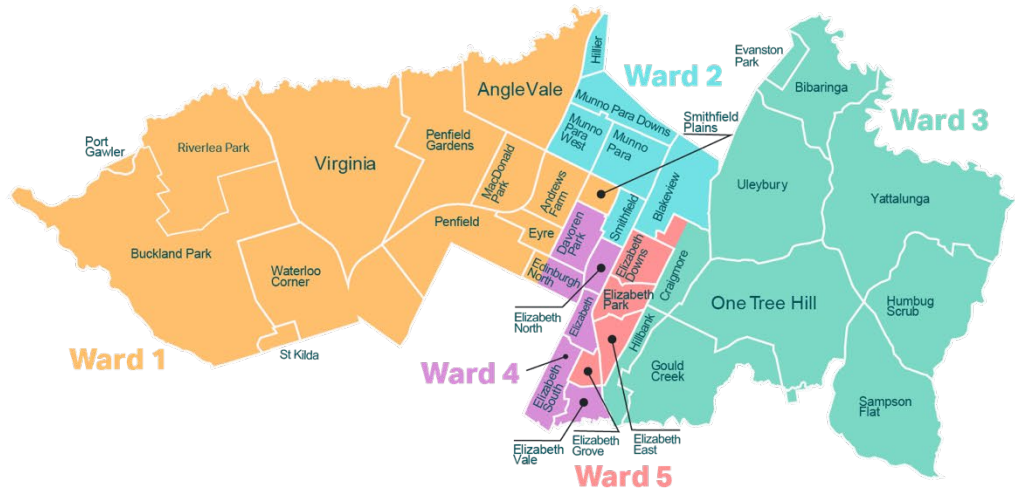 Hillier
Ward 2
Evanston
Park
Bibaringa
Angle Vale
Munno Para Downs
Smithfield
Plains
Ward 3
Port
Gawler
Riverlea Park
Virginia
Penfield
Gardens
MacDonald
Park
Munno
Para
West
Munno
Para
Andrews
Farm
Smithfield
Blakeview
Uleybury
Yattalunga
Buckland Park
Penfield
Eyre
Davoren
Park
Waterloo
Corner
Edinburgh
North
Elizabeth
Downs
Craigmore
Elizabeth
Park
One Tree Hill
Humbug
Scrub
Elizabeth
North
Elizabeth
Hillbank
St Kilda
Ward 1
Ward 4
Elizabeth
South
Gould
Creek
Sampson
Flat
Elizabeth
Vale
Elizabeth
Grove
Elizabeth
East
Ward 5